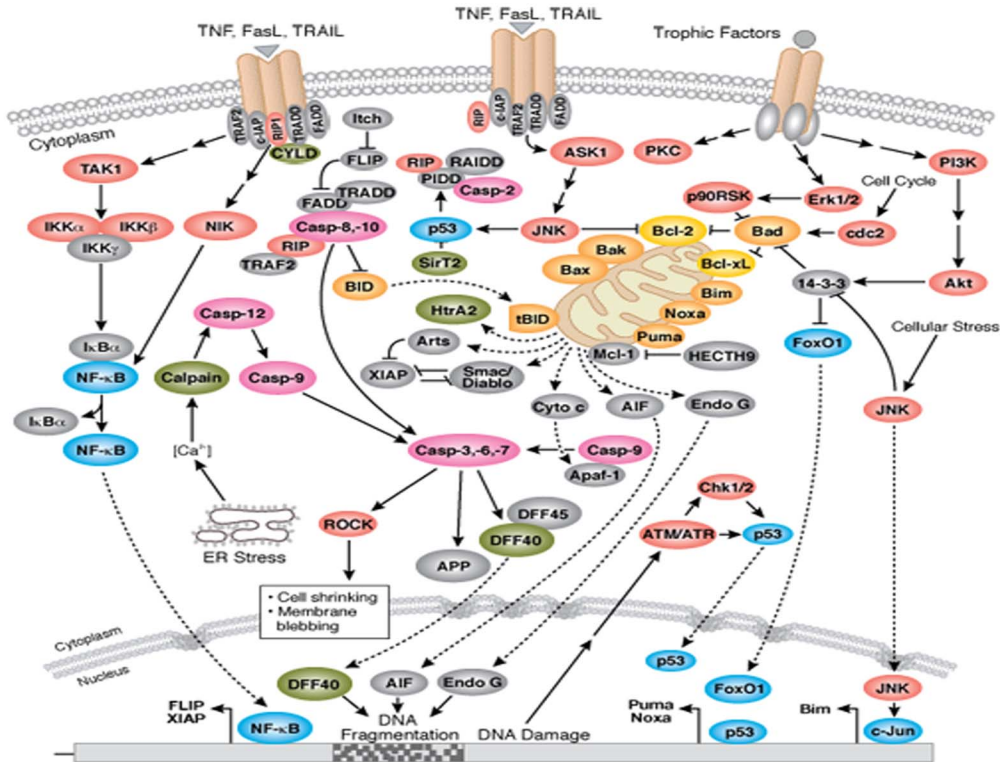 TNF, FasL, TRAIL
TNF, FasL, TRAIL
Trophic Factors
Cytoplasm
TRAF2
c-IAP
RIP1
TRADD
FADD
CYLD
Itch
FLIP
TRADD
FADD
Casp-8,-10
RIP
TRAF2
RIP
c-IAP
TRAF2
TRADD
FADD
RIP
RAIDD
PIDD
Casp-2
ASK1
PKC
PI3K
TAK1
IKKα
IKKβ
IKKγ
NIK
p53
SirT2
JNK
Bcl-2
p90RSK
Erk1/2
Cell Cycle
Bad
cdc2
Bak
Bax
Bcl-xL
BID
tBID
Bim
Noxa
Puma
Mcl-1
HECTH9
14-3-3
Akt
FoxO1
Cellular Stress
JNK
HtrA2
Arts
XIAP
Smac/
Diablo
Casp-12
Calpain
Casp-9
IκBα
NF-κB
IκBα
NF-κB
[Ca²⁺]
ER Stress
Cyto c
AIF
Endo G
Casp-3,-6,-7
Casp-9
Apaf-1
ROCK
DFF45
DFF40
APP
Chk1/2
ATM/ATR
p53
• Cell shrinking
• Membrane
blebbing
Cytoplasm
Nucleus
DFF40
AIF
Endo G
p53
FoxO1
JNK
FLIP
XIAP
NF-κB
DNA
Fragmentation
DNA Damage
Puma
Noxa
p53
Bim
c-Jun